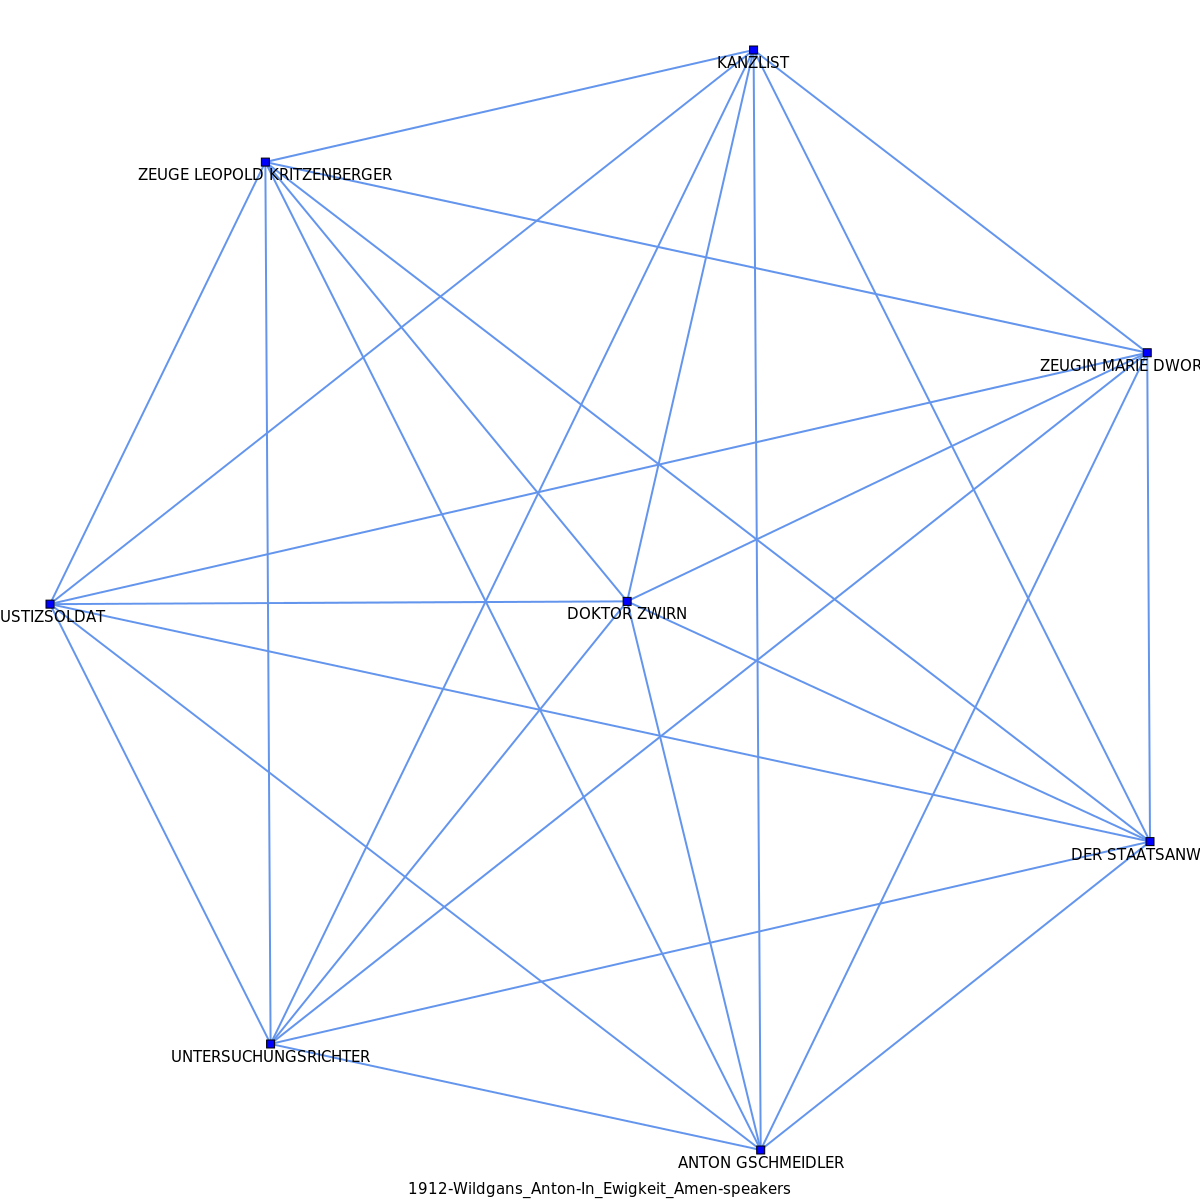 KANZLIST
ZEUGE LEOPOLD KRITZENBERGER
ZEUGIN MARIE DWOR
USTIZSOLDAT
DOKTOR ZWIRN
DER STAATSANW
UNTERSUCHUNGSRICHTER
ANTON GSCHMEIDLER
1912-Wildgans_Anton-In_Ewigkeit_Amen-speakers